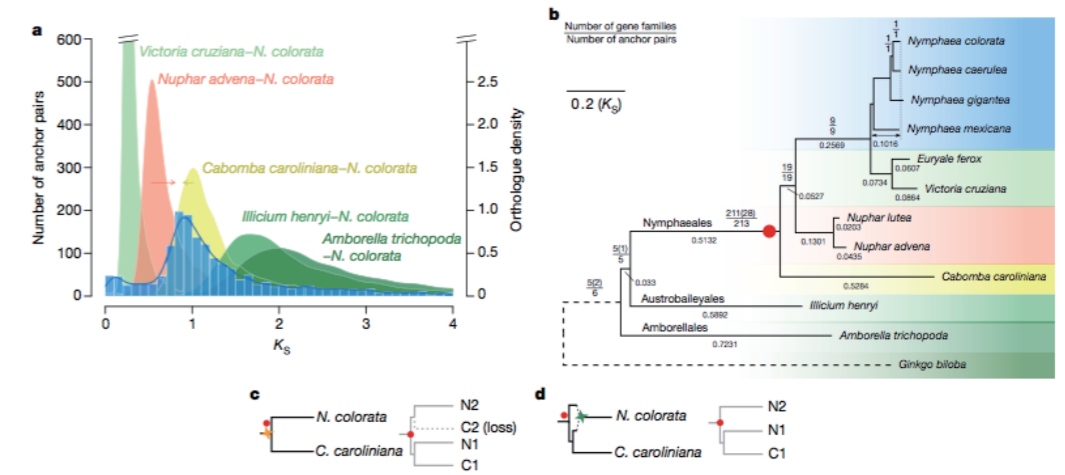 a
Number of anchor pairs
600
500
400
300
200
100
0
Victoria cruziana–N. colorata
Nuphar advena–N. colorata
Cabomba caroliniana–N. colorata
Illicium henryi–N. colorata
Amborella trichopoda
–N. colorata
2.5
2.0
1.5
1.0
0.5
0
Orthologue density
0 1 2 3 4
KS
b
Number of gene families
Number of anchor pairs
0.2 (KS)
1
1
1
1
Nymphaea colorata
Nymphaea caerulea
Nymphaea gigantea
Nymphaea mexicana
9
9
0.2569
0.1016
Euryale ferox
0.0607
0.0734
Victoria cruziana
0.0864
19
19
0.0527
Nuphar lutea
0.0203
0.1301
Nuphar advena
0.0435
Nymphaeales
211(28)
213
0.5132
Cabomba caroliniana
0.5284
5(1)
5
0.033
Austrobaileyales
0.5892
Illicium henryi
5(2)
6
Amborellales
0.7231
Amborella trichopoda
Ginkgo biloba
c
N. colorata
C. caroliniana
N2
C2 (loss)
N1
C1
d
N. colorata
C. caroliniana
N2
N1
C1